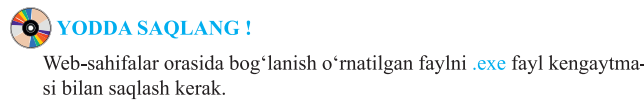 YODDA SAQLANG !
Web-sahifalar orasida bog‘lanish o‘rnatilgan faylni .exe fayl kengaytma-
si bilan saqlash kerak.